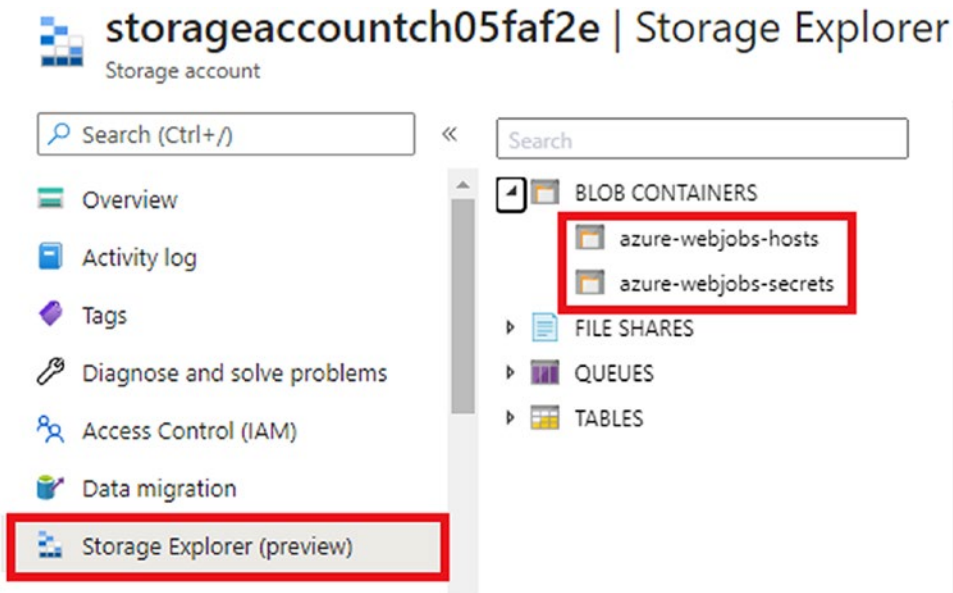 storageaccountch05faf2e | Storage Explorer
Storage account
Search (Ctrl+/)
«
Overview
Activity log
Tags
Diagnose and solve problems
Access Control (IAM)
Data migration
Storage Explorer (preview)
Search
BLOB CONTAINERS
azure-webjobs-hosts
azure-webjobs-secrets
FILE SHARES
QUEUES
TABLES